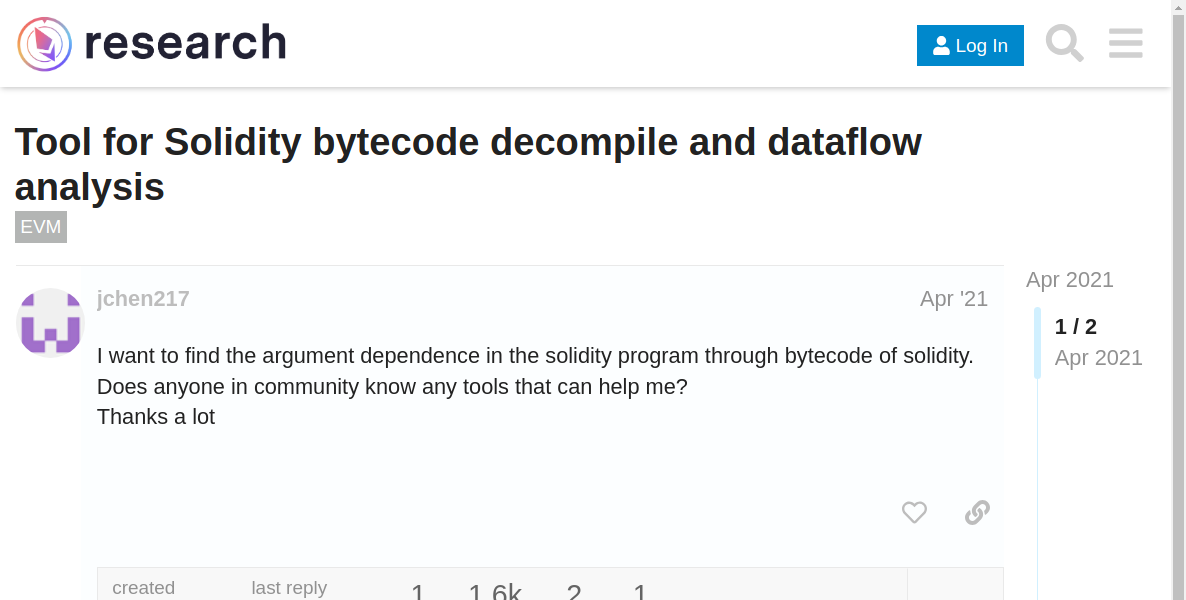 research
Log In
Tool for Solidity bytecode decompile and dataflow
analysis
EVM
jchen217
Apr '21
Apr 2021
1 / 2
Apr 2021
I want to find the argument dependence in the solidity program through bytecode of solidity.
Does anyone in community know any tools that can help me?
Thanks a lot
created
last reply
1
1.6k
2
1